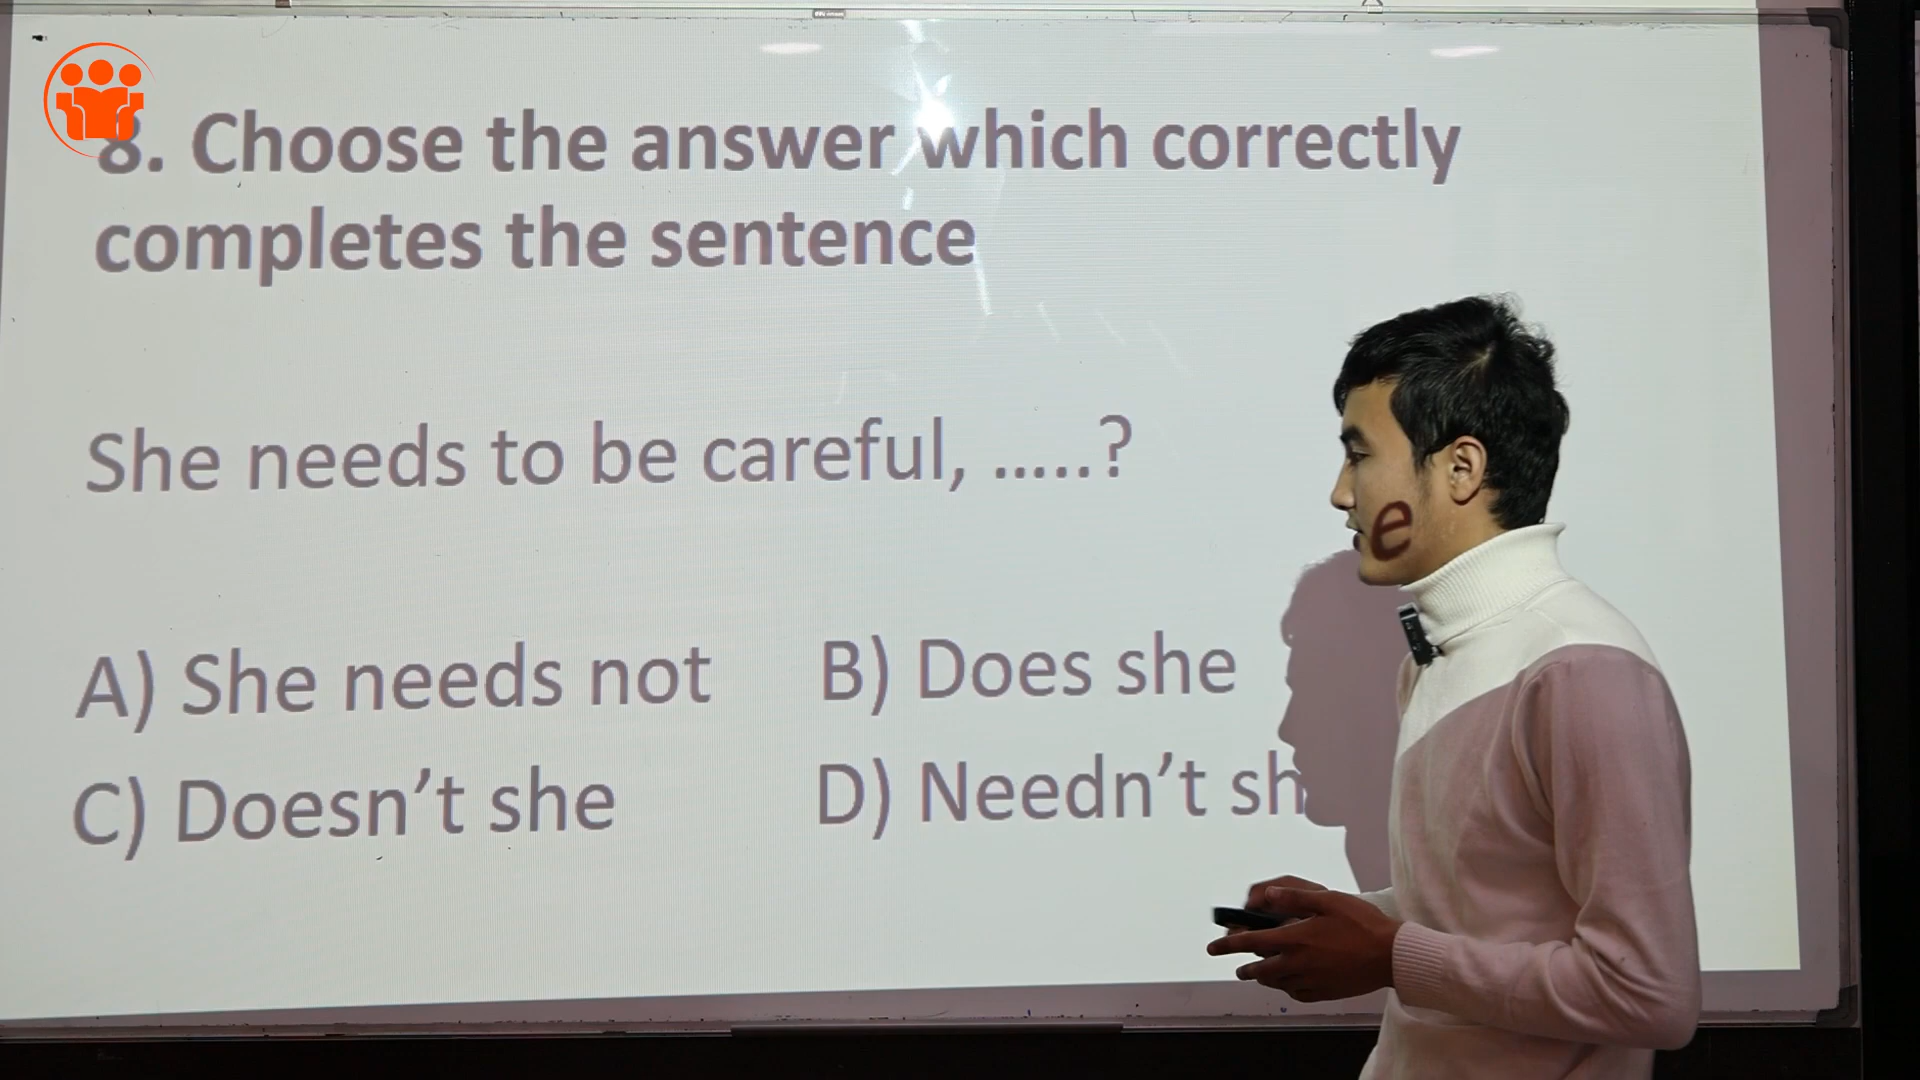 8. Choose the answer which correctly
completes the sentence
She needs to be careful, .....?
A) She needs not B) Does she
C) Doesn't she D) Needn't she